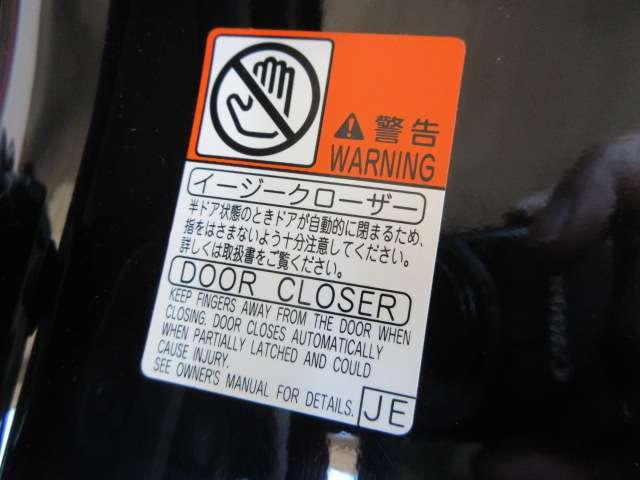 警告
WARNING
イージークローザー
半ドア状態のときドアが自動的に閉まるため、
指をはさまないよう十分注意してください。
詳しくは取扱書をご覧ください。
DOOR CLOSER
KEEP FINGERS AWAY FROM THE DOOR WHEN
CLOSING. DOOR CLOSES AUTOMATICALLY
WHEN PARTIALLY LATCHED AND COULD
CAUSE INJURY.
SEE OWNER'S MANUAL FOR DETAILS.
JE